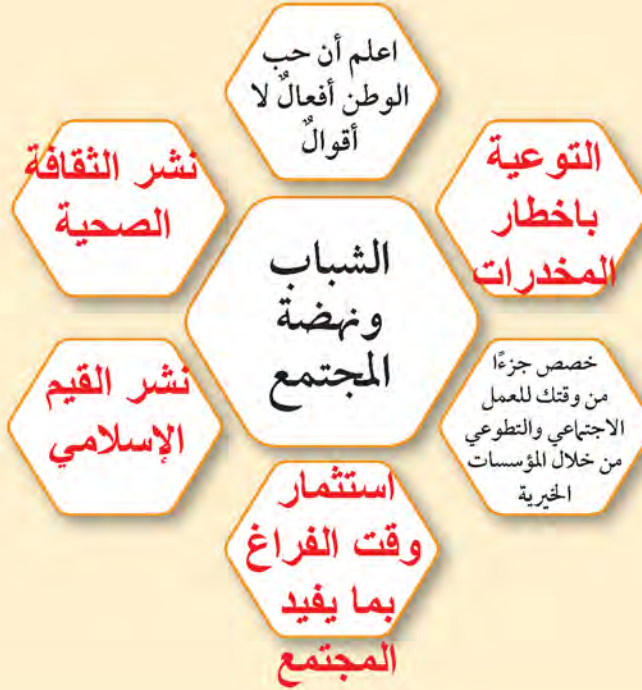 اعلم أن حب
الوطن أفعالٌ لا
أقوالٌ
التوعية
باخطار
المخدرات
نشر الثقافة
الصحية
الشباب
ونهضة
المجتمع
خصص جزءًا
من وقتك للعمل
الاجتماعي والتطوعي
من خلال المؤسسات
الخيرية
نشر القيم
الإسلامي
استثمار
وقت الفراغ
بما يفيد
المجتمع